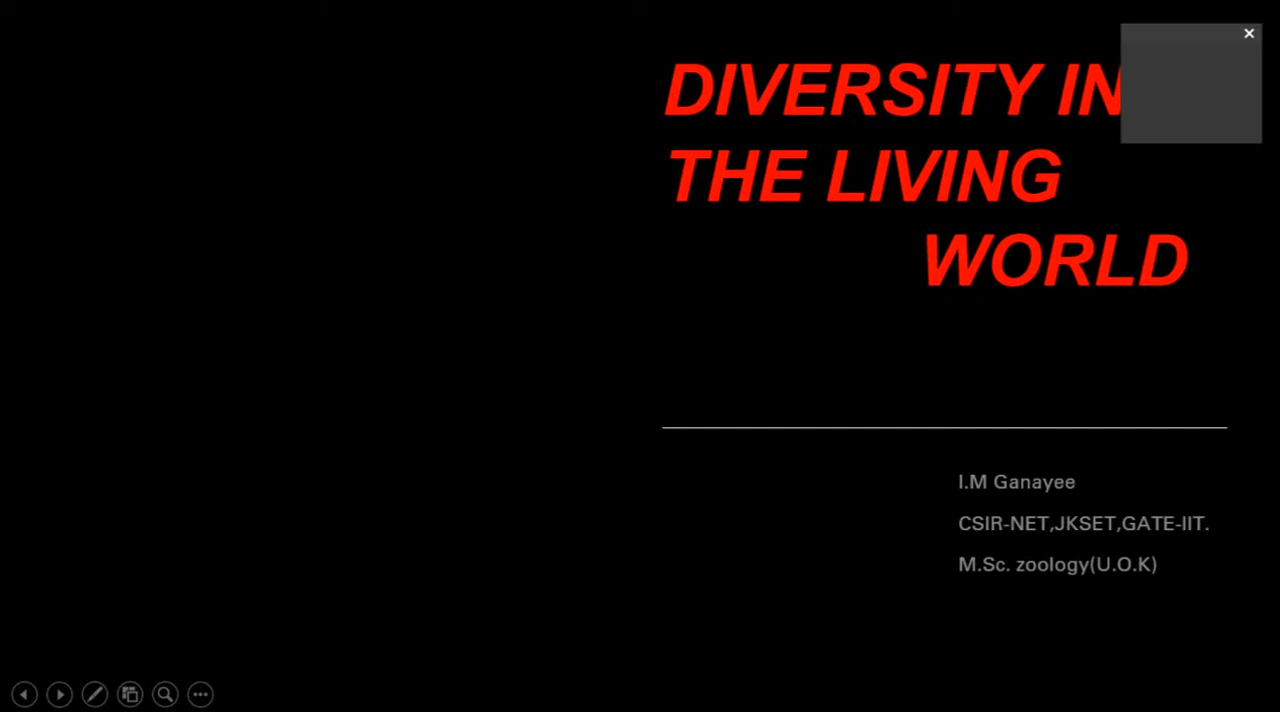 DIVERSITY IN
THE LIVING
WORLD
I.M Ganayee
CSIR-NET,JKSET,GATE-IIT.
M.Sc. zoology(U.O.K)